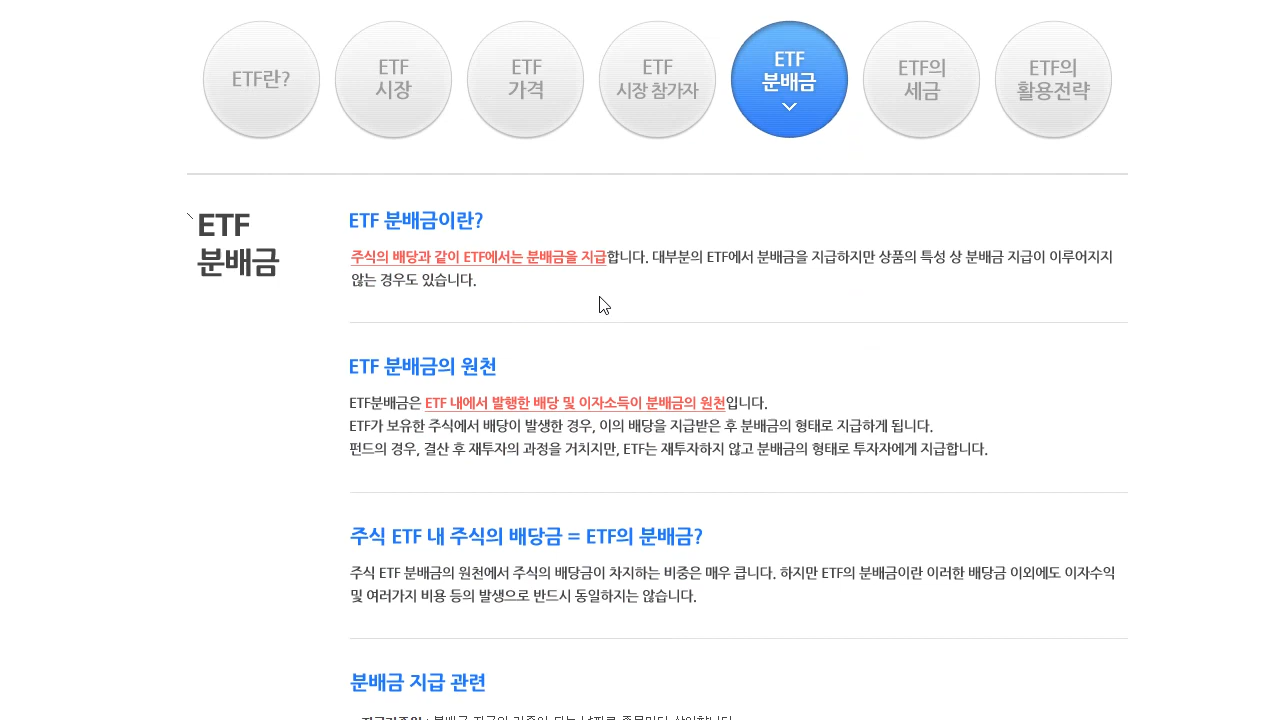 ETF란?
ETF
시장
ETF
가격
ETF
시장 참가자
ETF
분배금
ETF의
세금
ETF의
활용전략
ETF
분배금
ETF 분배금이란?
주식의 배당과 같이 ETF에서는 분배금을 지급합니다. 대부분의 ETF에서 분배금을 지급하지만 상품의 특성 상 분배금 지급이 이루어지지
않는 경우도 있습니다.
ETF 분배금의 원천
ETF분배금은 ETF 내에서 발행한 배당 및 이자소득이 분배금의 원천입니다.
ETF가 보유한 주식에서 배당이 발생한 경우, 이의 배당을 지급받은 후 분배금의 형태로 지급하게 됩니다.
펀드의 경우, 결산 후 재투자의 과정을 거치지만, ETF는 재투자하지 않고 분배금의 형태로 투자자에게 지급합니다.
주식 ETF 내 주식의 배당금 = ETF의 분배금?
주식 ETF 분배금의 원천에서 주식의 배당금이 차지하는 비중은 매우 큽니다. 하지만 ETF의 분배금이란 이러한 배당금 이외에도 이자수익
및 여러가지 비용 등의 발생으로 반드시 동일하지는 않습니다.
분배금 지급 관련